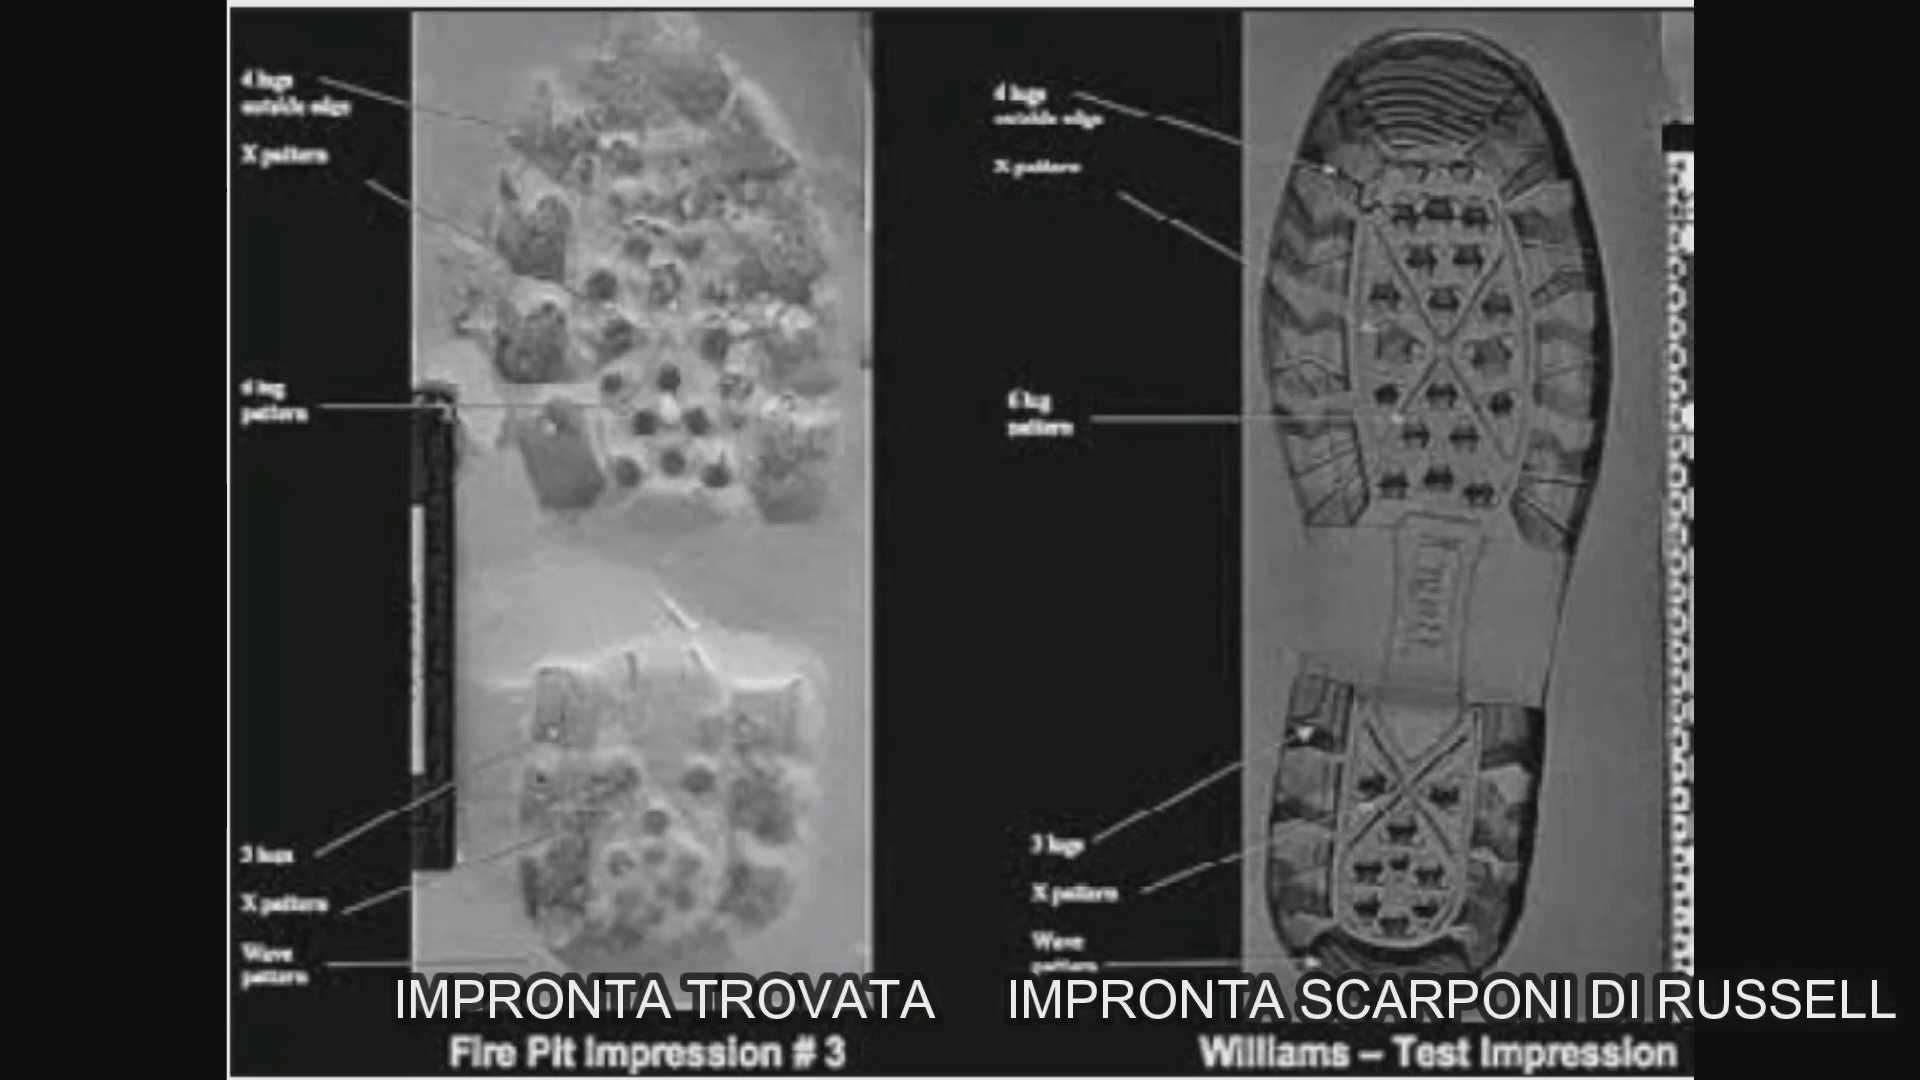 4 lugs
outside edge
X pattern
6 lug
pattern
3 lugs
X pattern
Wave
pattern
4 lugs
outside edge
X pattern
6 lug
pattern
3 lugs
X pattern
Wave
pattern
IMPRONTA TROVATA
IMPRONTA SCARPONI DI RUSSELL
Fire Pit Impression # 3
Williams – Test Impression